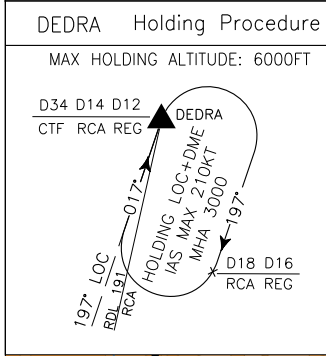 DEDRA Holding Procedure
MAX HOLDING ALTITUDE: 6000FT
D34 D14 D12
CTF RCA REG
DEDRA
017°
HOLDING LOC+DME
IAS MAX 210KT
MHA 3000
197°
D18 D16
RCA REG
197° LOC
RDL 191
RCA